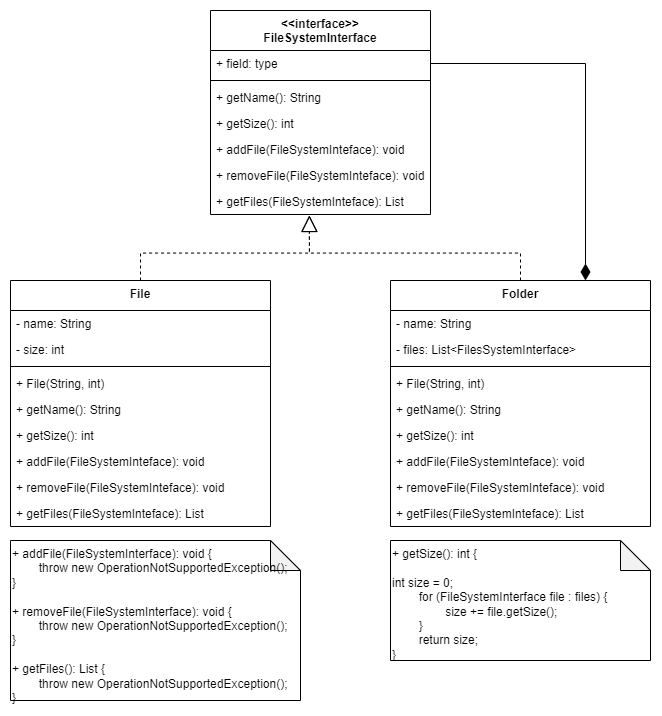 <<interface>>
FileSystemInterface
+ field: type
+ getName(): String
+ getSize(): int
+ addFile(FileSystemInteface): void
+ removeFile(FileSystemInteface): void
+ getFiles(FileSystemInteface): List
File
- name: String
- size: int
+ File(String, int)
+ getName(): String
+ getSize(): int
+ addFile(FileSystemInteface): void
+ removeFile(FileSystemInteface): void
+ getFiles(FileSystemInteface): List
Folder
- name: String
- files: List<FilesSystemInterface>
+ File(String, int)
+ getName(): String
+ getSize(): int
+ addFile(FileSystemInteface): void
+ removeFile(FileSystemInteface): void
+ getFiles(FileSystemInteface): List
+ addFile(FileSystemInterface): void {
throw new OperationNotSupportedException();
}
+ removeFile(FileSystemInterface): void {
throw new OperationNotSupportedException();
}
+ getFiles(): List {
throw new OperationNotSupportedException();
}
+ getSize(): int {
int size = 0;
for (FileSystemInterface file : files) {
size += file.getSize();
}
return size;
}